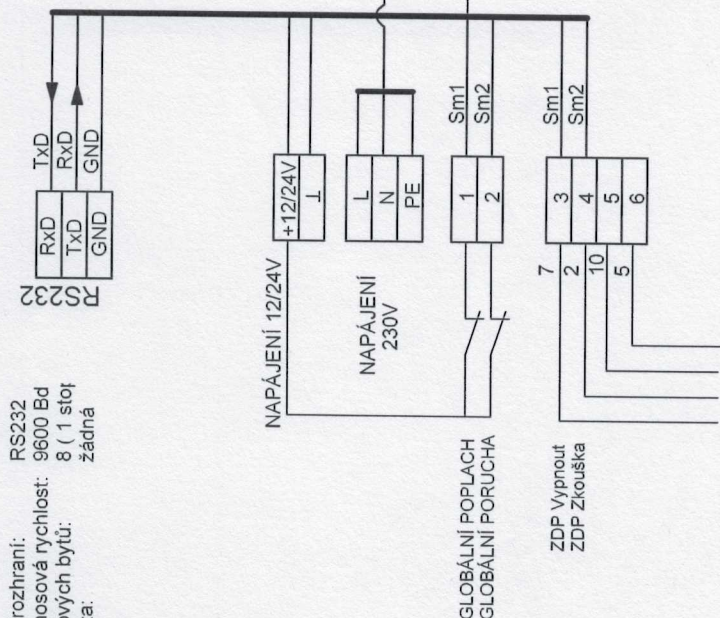 TxD
RxD
GND
RxD
TxD
GND
RS232
+12/24V
⊥
NAPÁJENÍ 12/24V
L
N
PE
NAPÁJENÍ
230V
Sm1
Sm2
1
2
GLOBÁLNÍ POPLACH
GLOBÁLNÍ PORUCHA
Sm1
Sm2
3
4
5
6
7
2
10
5
ZDP Vypnout
ZDP Zkouška
rozhraní: RS232
nosová rychlost: 9600 Bd
ových bytů: 8 ( 1 stop
a: žádná